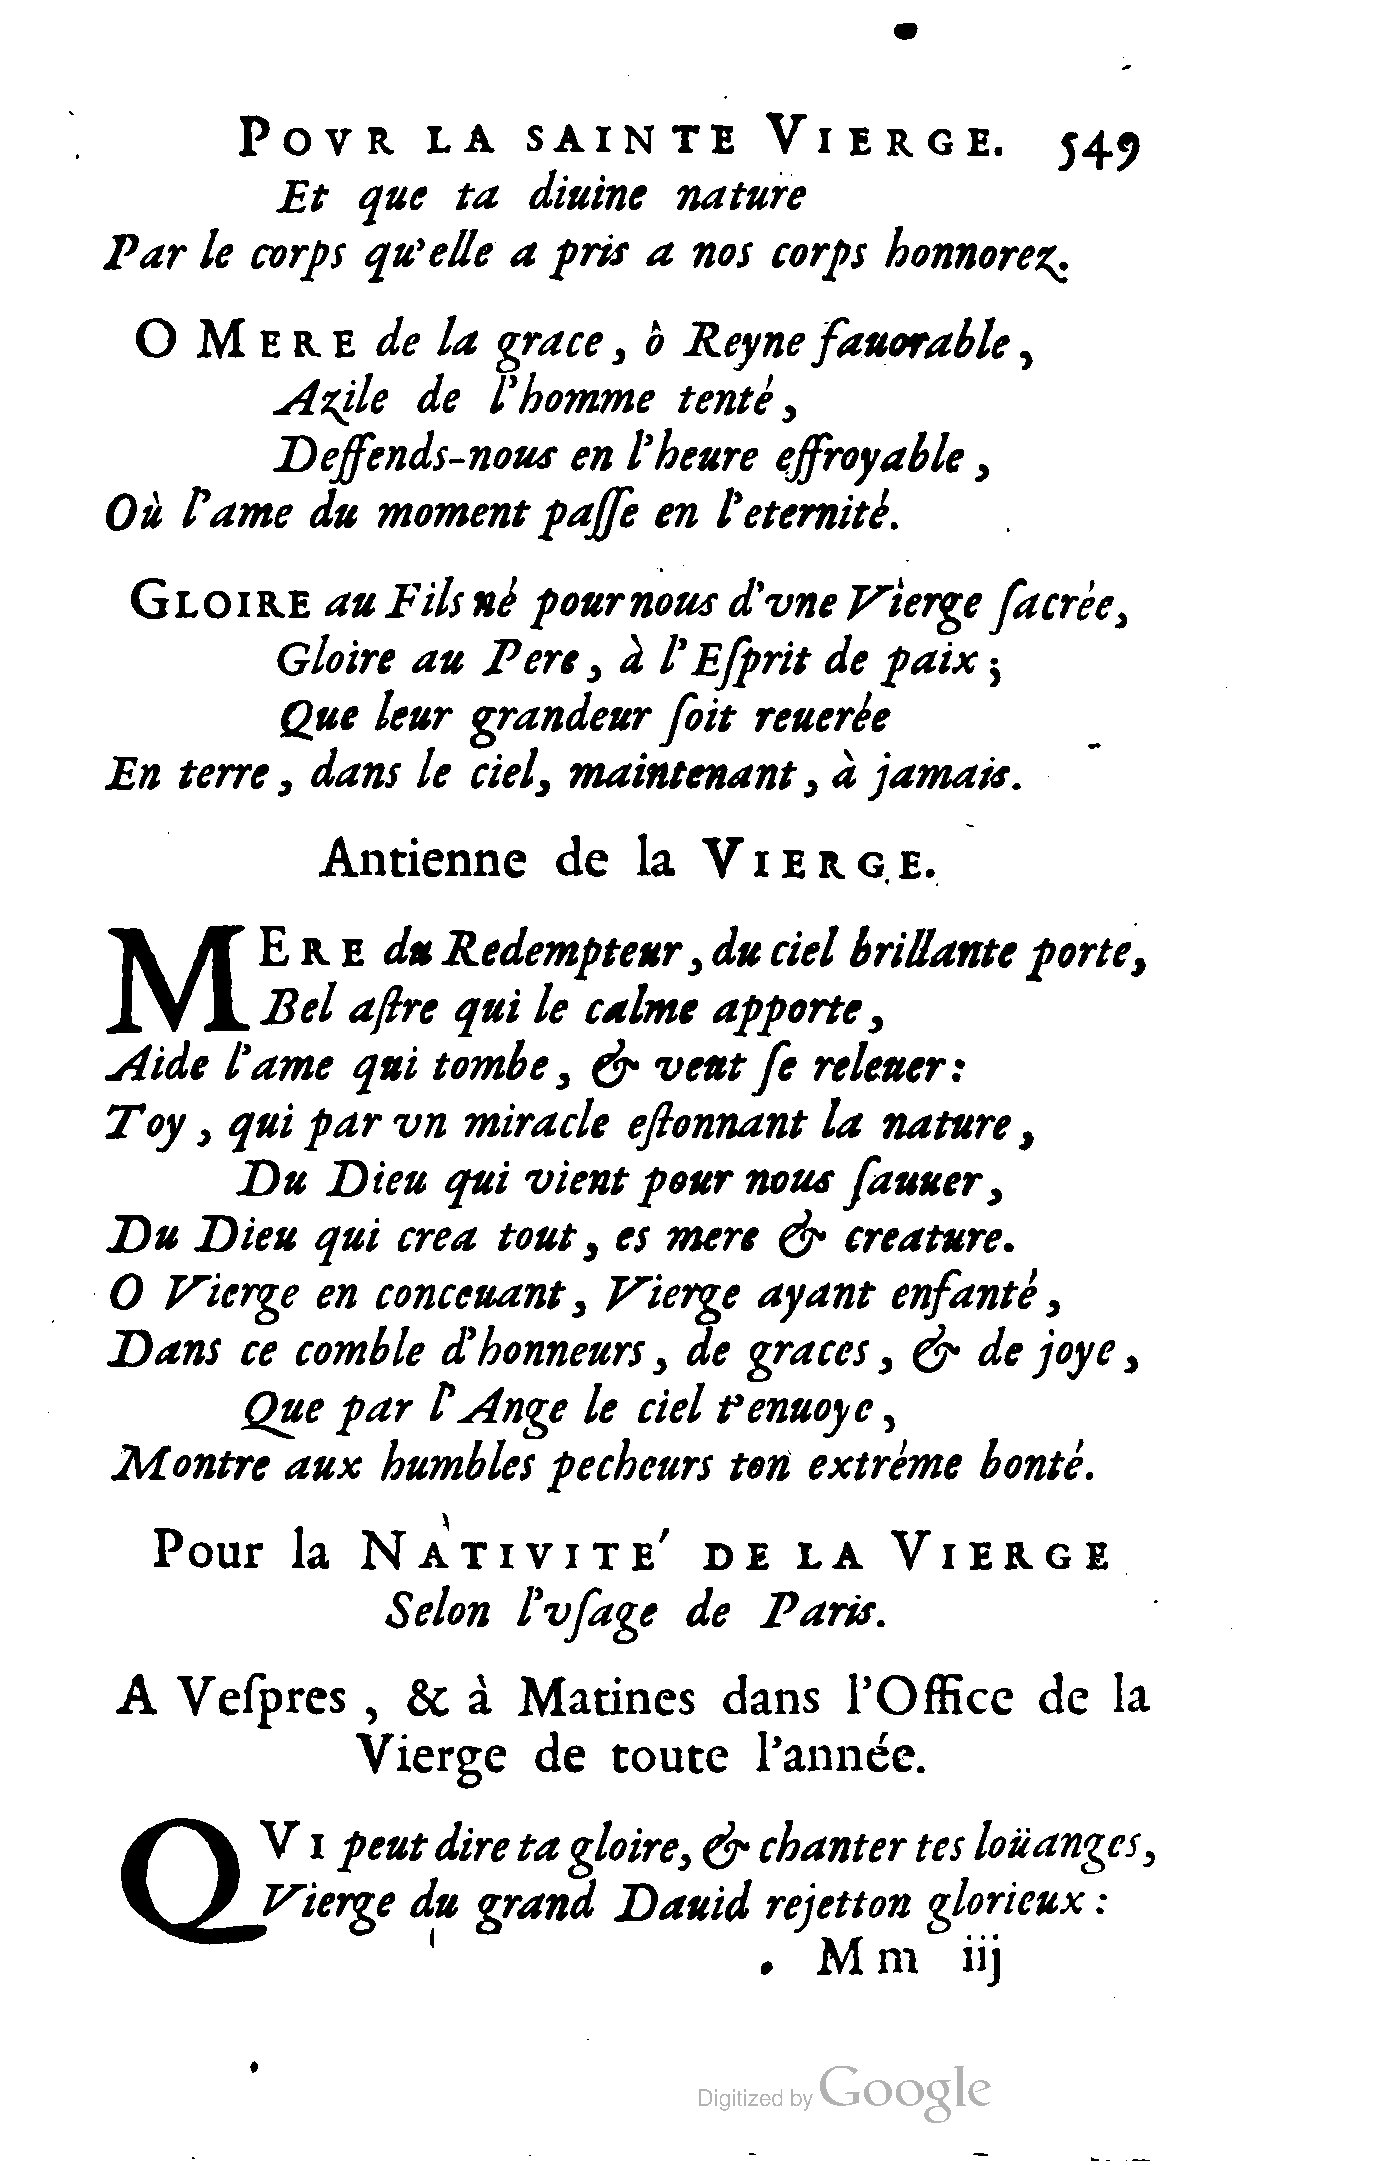 POVR LA SAINTE VIERGE. 549
Et que ta diuine nature
Par le corps qu'elle a pris a nos corps honnorez.
O MERE de la grace, ô Reyne fauorable,
Azile de l'homme tenté,
Deffends-nous en l'heure effroyable,
Où l'ame du moment paſſe en l'eternité.
GLOIRE au Fils né pour nous d'vne Vierge ſacrée,
Gloire au Pere, à l'Eſprit de paix;
Que leur grandeur ſoit reuerée
En terre, dans le ciel, maintenant, à jamais.
Antienne de la VIERGE.
MERE du Redempteur, du ciel brillante porte,
Bel aſtre qui le calme apporte,
Aide l'ame qui tombe, & veut ſe releuer:
Toy, qui par vn miracle eſtonnant la nature,
Du Dieu qui vient pour nous ſauuer,
Du Dieu qui crea tout, es mere & creature.
O Vierge en conceuant, Vierge ayant enfanté,
Dans ce comble d'honneurs, de graces, & de joye,
Que par l'Ange le ciel t'enuoye,
Montre aux humbles pecheurs ton extréme bonté.
Pour la NATIVITE' DE LA VIERGE
Selon l'vſage de Paris.
A Veſpres, & à Matines dans l'Office de la
Vierge de toute l'année.
QVI peut dire ta gloire, & chanter tes loüanges,
Vierge du grand Dauid rejetton glorieux:
Mm iij
Digitized by Google